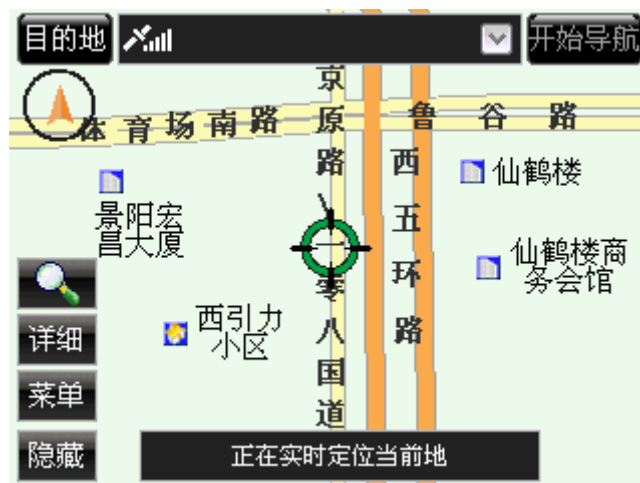 目的地
开始导航
体育场南路
鲁谷路
京原路
一零八国道
西五环路
景阳宏
昌大厦
仙鹤楼
仙鹤楼商
务会馆
西引力
小区
详细
菜单
隐藏
正在实时定位当前地